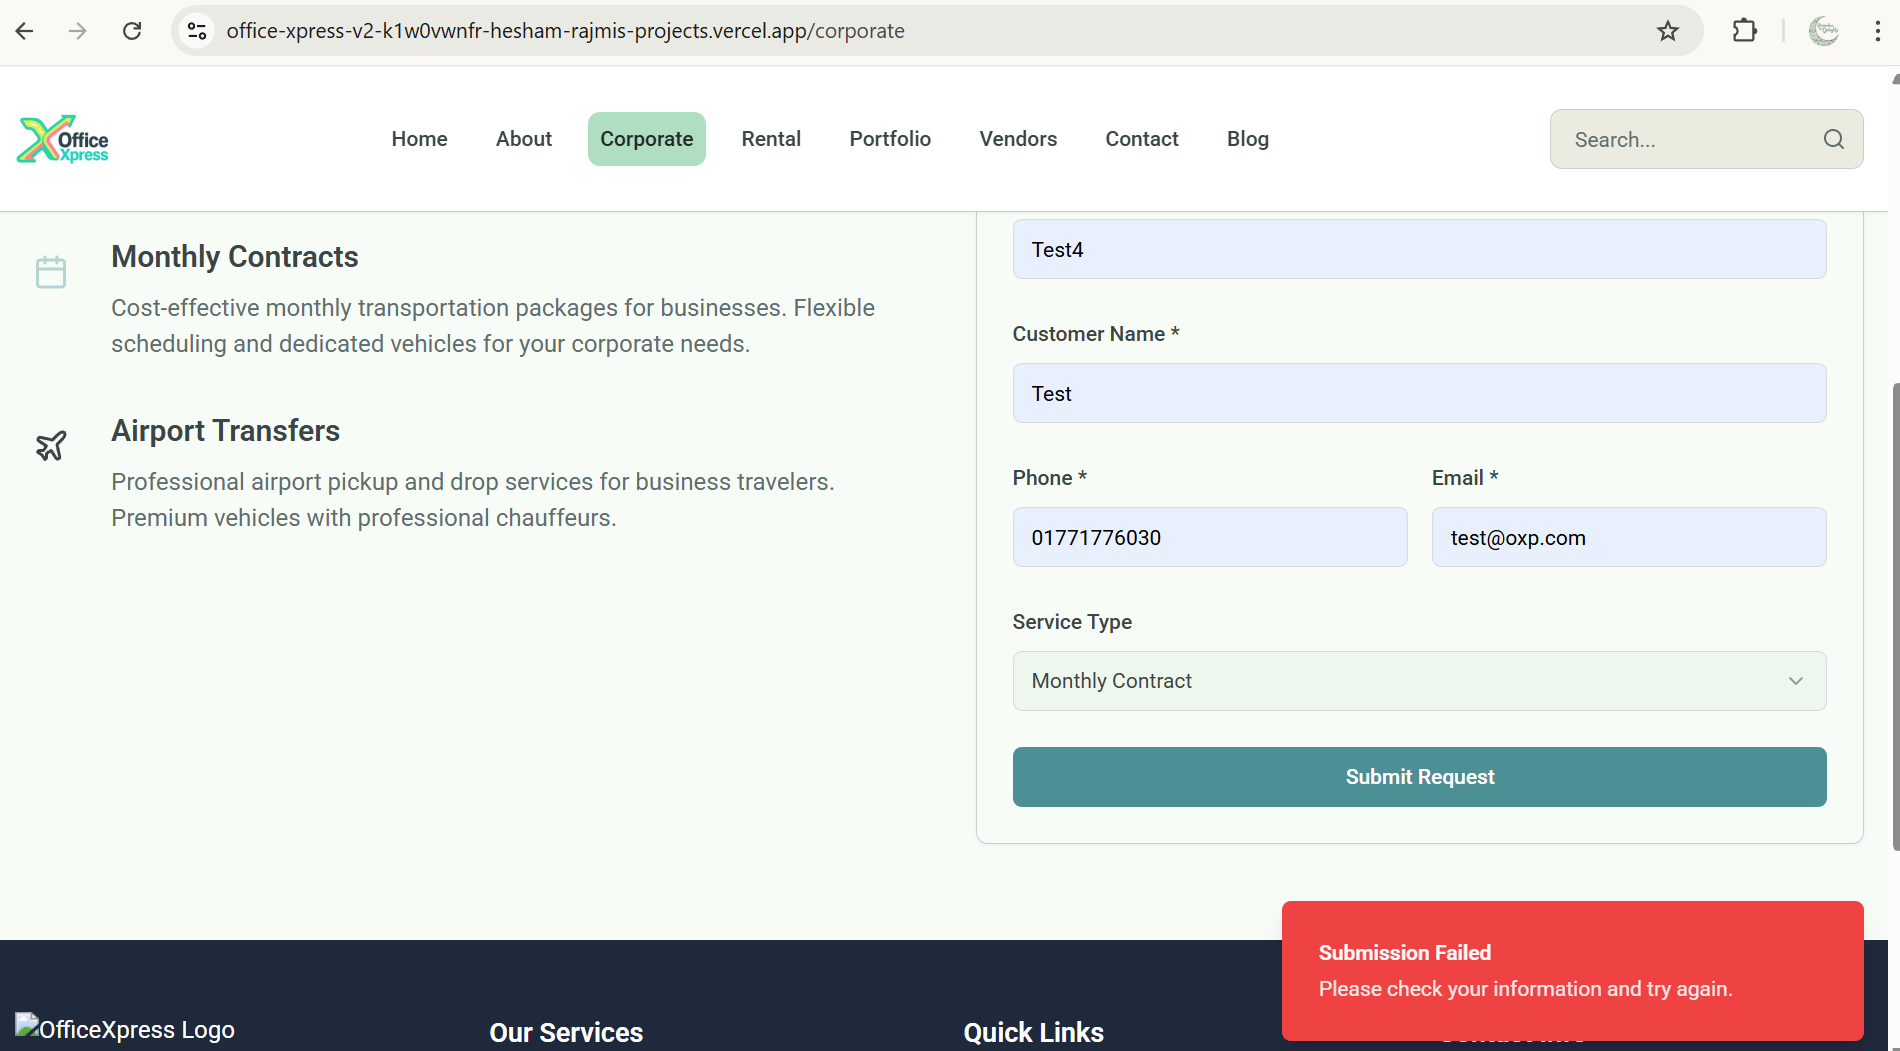 office-xpress-v2-k1w0vwnfr-hesham-rajmis-projects.vercel.app/corporate
Office
Xpress
Home
About
Corporate
Rental
Portfolio
Vendors
Contact
Blog
Search...
Monthly Contracts
Cost-effective monthly transportation packages for businesses. Flexible
scheduling and dedicated vehicles for your corporate needs.
Airport Transfers
Professional airport pickup and drop services for business travelers.
Premium vehicles with professional chauffeurs.
Test4
Customer Name *
Test
Phone *
Email *
01771776030
test@oxp.com
Service Type
Monthly Contract
Submit Request
Submission Failed
Please check your information and try again.
OfficeXpress Logo
Our Services
Quick Links